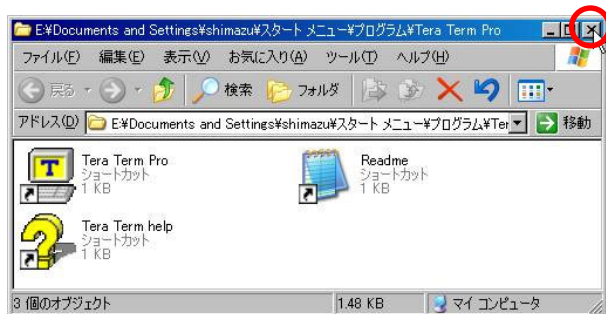 E:¥Documents and Settings¥shimazu¥スタート メニュー¥プログラム¥Tera Term Pro
ファイル(F) 編集(E) 表示(V) お気に入り(A) ツール(T) ヘルプ(H)
戻る 検索 フォルダ
アドレス(D) E:¥Documents and Settings¥shimazu¥スタート メニュー¥プログラム¥Ter 移動
Tera Term Pro
ショートカット
1 KB
Readme
ショートカット
1 KB
Tera Term help
ショートカット
1 KB
3 個のオブジェクト 1.48 KB マイ コンピュータ